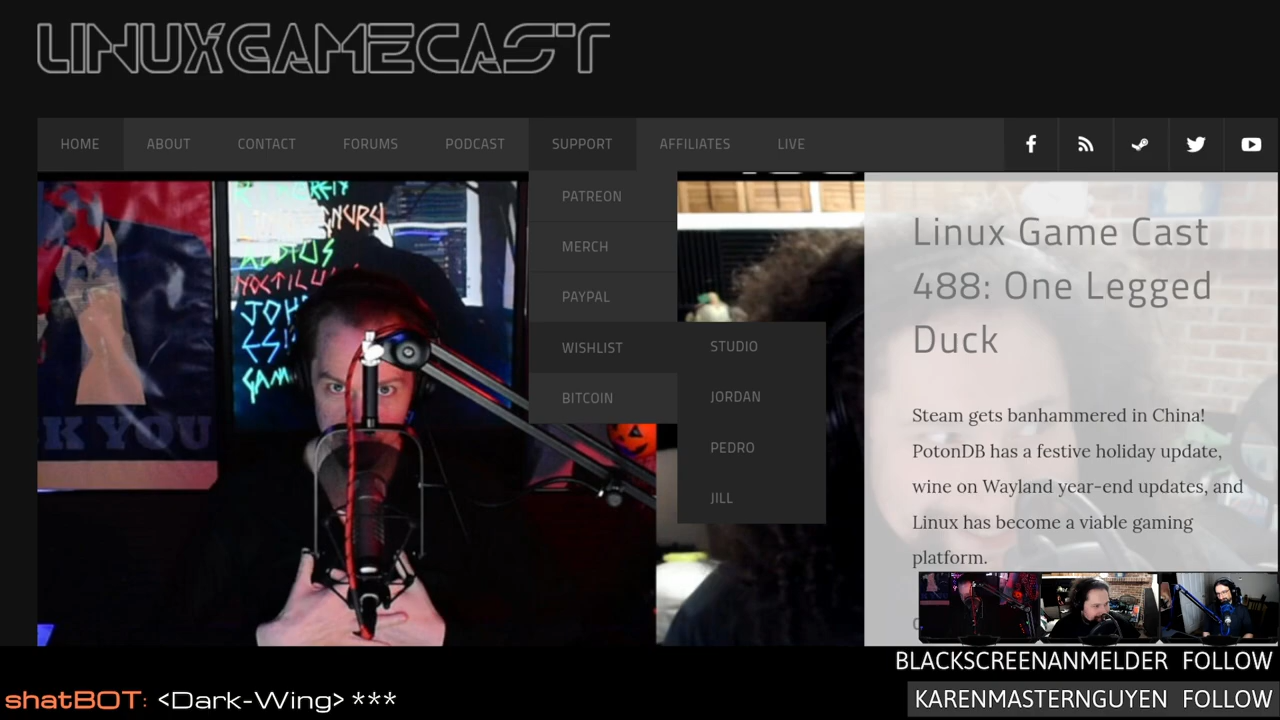 LINUXGAMECAST
HOME ABOUT CONTACT FORUMS PODCAST SUPPORT AFFILIATES LIVE
PATREON
MERCH
PAYPAL
WISHLIST
BITCOIN
STUDIO
JORDAN
PEDRO
JILL
K YOU
Linux Game Cast
488: One Legged
Duck
Steam gets banhammered in China!
PotonDB has a festive holiday update,
wine on Wayland year-end updates, and
Linux has become a viable gaming
platform.
BLACKSCREENANMELDER FOLLOW
KARENMASTERNGUYEN FOLLOW
shatBOT: <Dark-Wing> ***